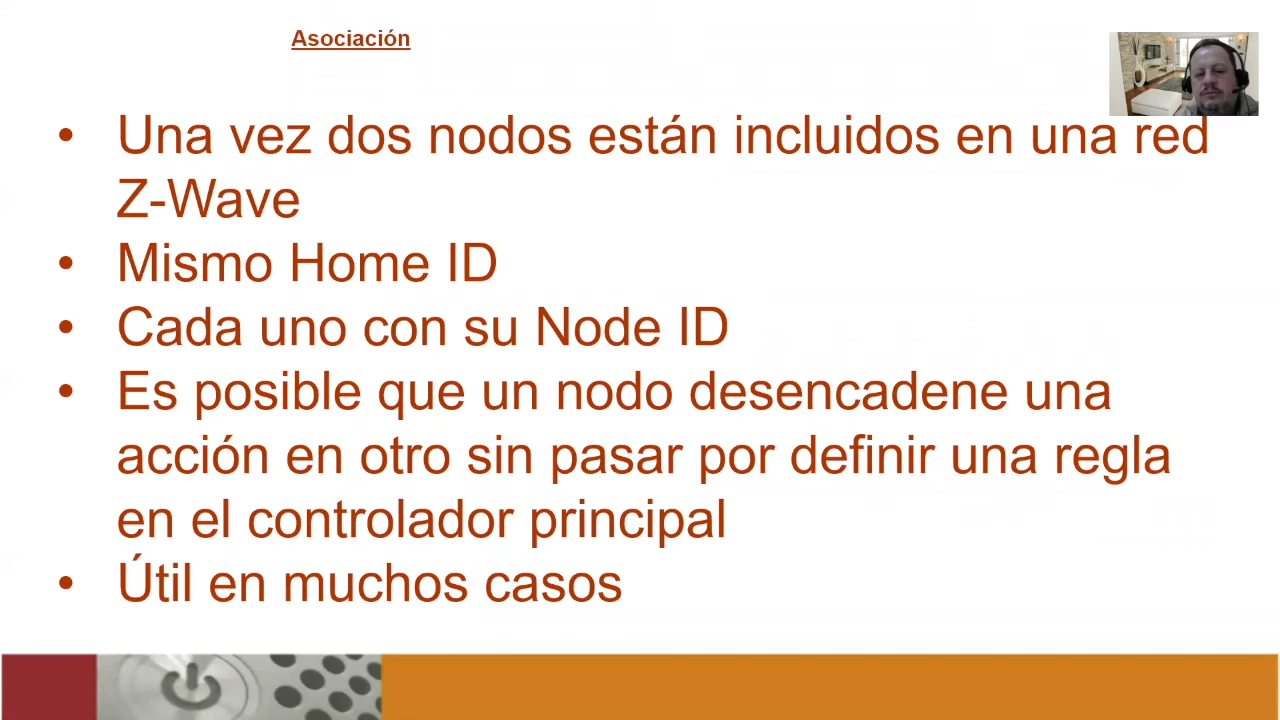 Asociación
• Una vez dos nodos están incluidos en una red
Z-Wave
• Mismo Home ID
• Cada uno con su Node ID
• Es posible que un nodo desencadene una
acción en otro sin pasar por definir una regla
en el controlador principal
• Útil en muchos casos